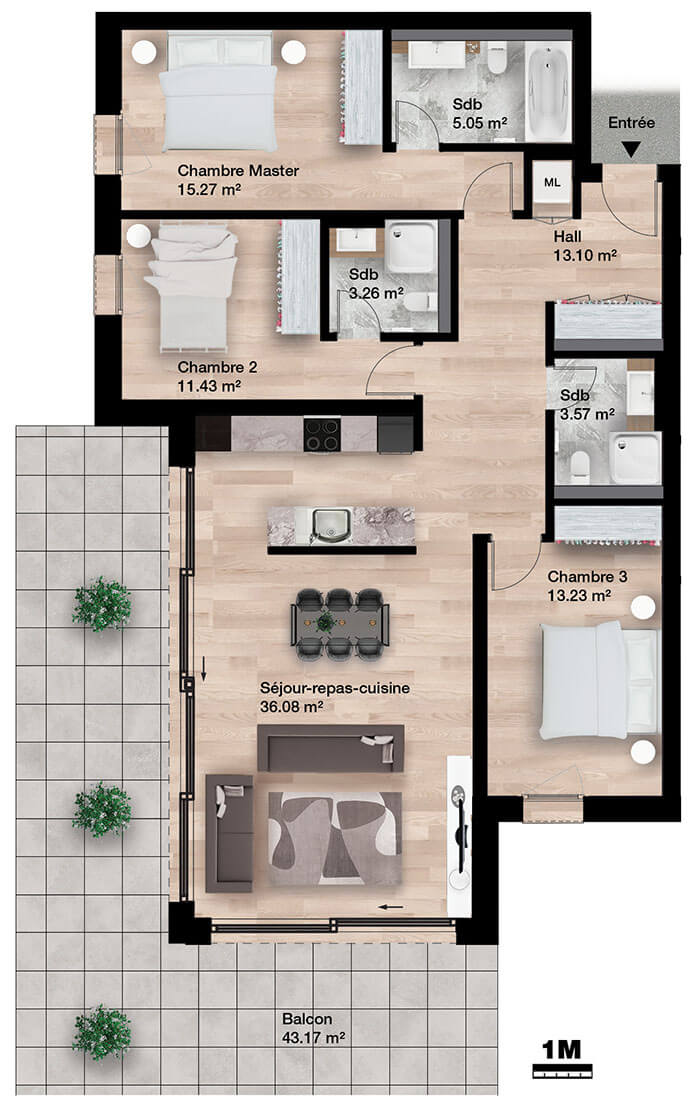 Sdb
5.05 m²
Entrée
Chambre Master
15.27 m²
ML
Hall
13.10 m²
Sdb
3.26 m²
Chambre 2
11.43 m²
Sdb
3.57 m²
Chambre 3
13.23 m²
Séjour-repas-cuisine
36.08 m²
Balcon
43.17 m²
1M